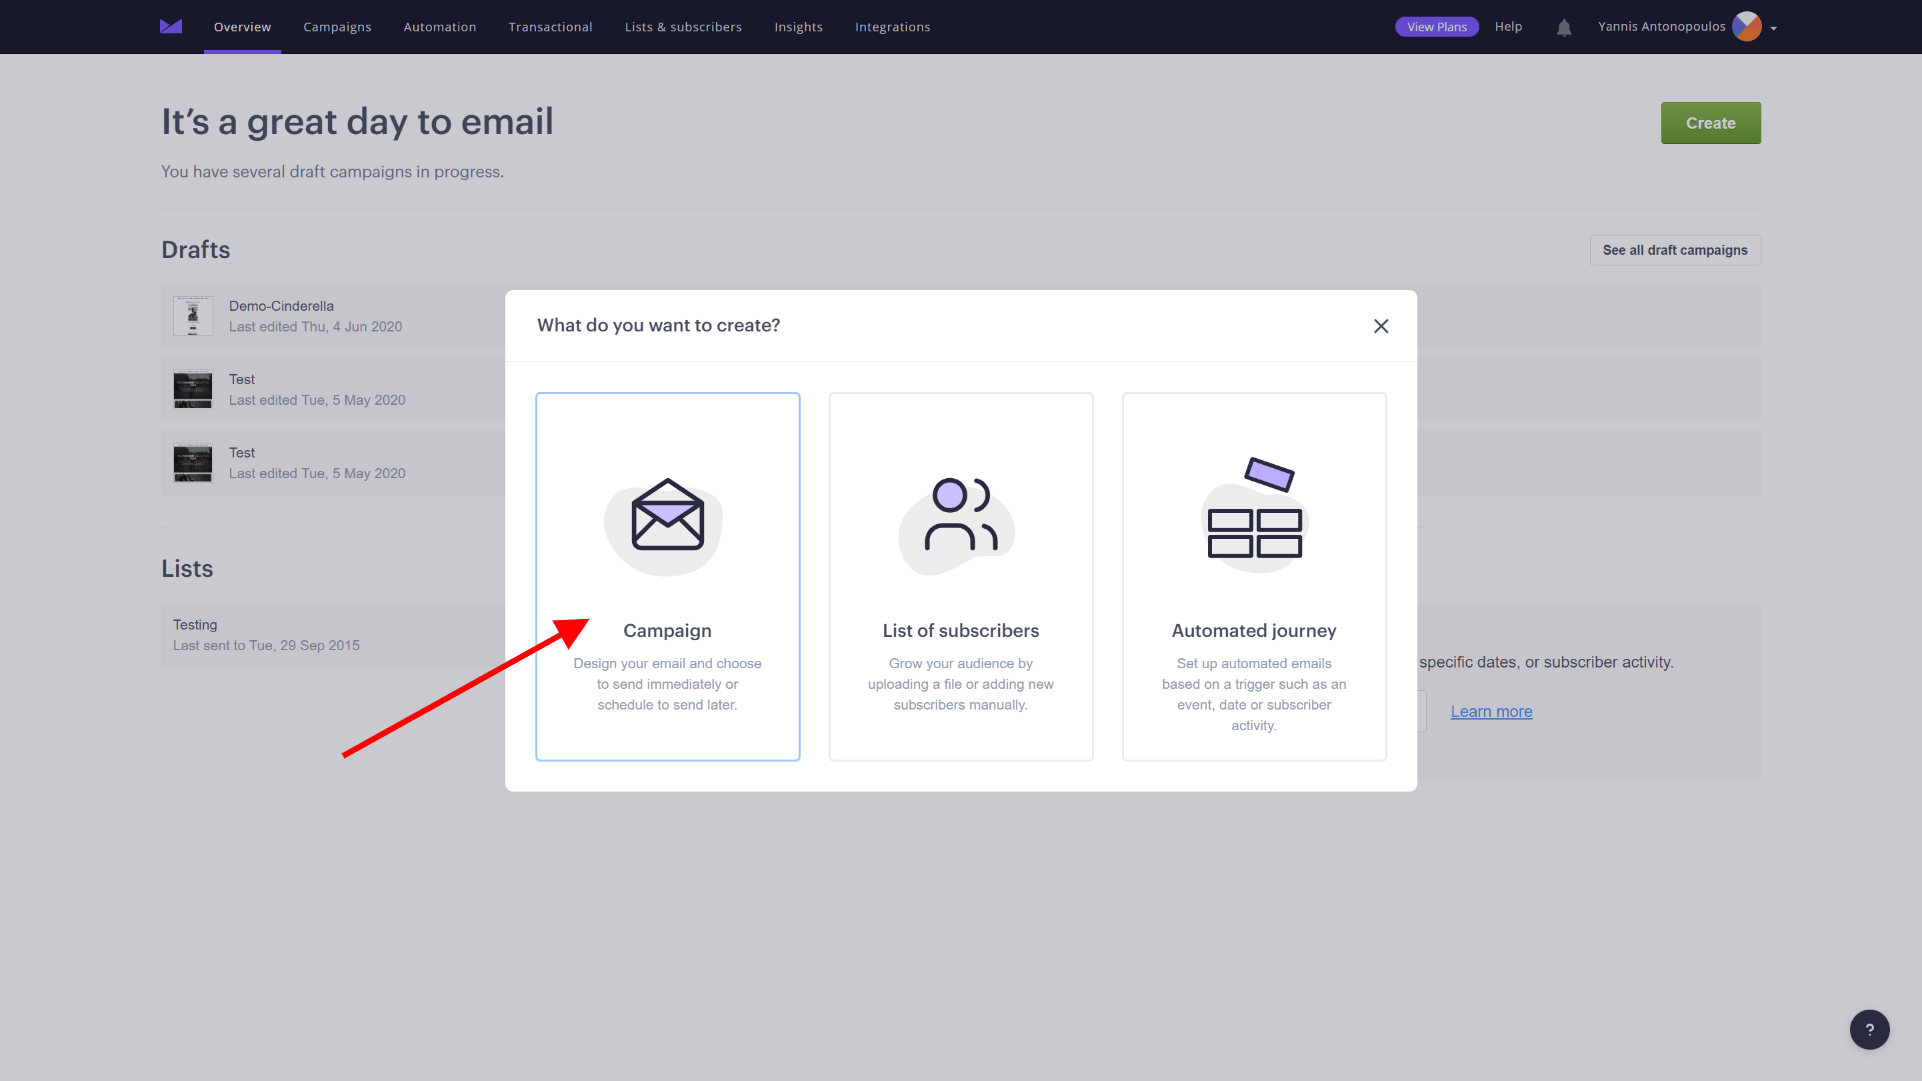 Overview
Campaigns
Automation
Transactional
Lists & subscribers
Insights
Integrations
View Plans
Help
Yannis Antonopoulos
It’s a great day to email
Create
You have several draft campaigns in progress.
Drafts
See all draft campaigns
Demo-Cinderella
Last edited Thu, 4 Jun 2020
Test
Last edited Tue, 5 May 2020
Test
Last edited Tue, 5 May 2020
Lists
Testing
Last sent to Tue, 29 Sep 2015
What do you want to create?
Campaign
Design your email and choose
to send immediately or
schedule to send later.
List of subscribers
Grow your audience by
uploading a file or adding new
subscribers manually.
Automated journey
Set up automated emails
based on a trigger such as an
event, date or subscriber
activity.
specific dates, or subscriber activity.
Learn more
?